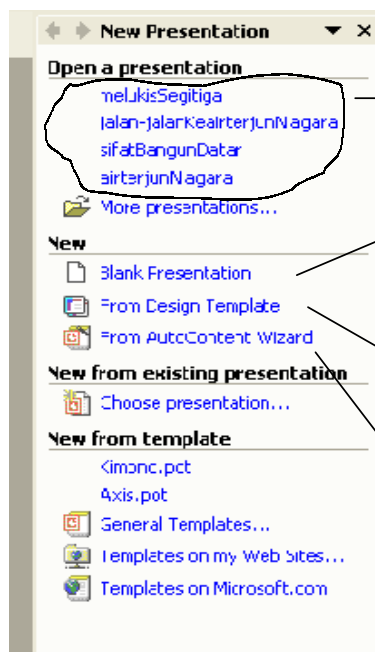 New Presentation
Open a presentation
melukisSegitiga
jalan-jalanKeairterjunNagara
sifatBangunDatar
airterjunNagara
More presentations...
New
Blank Presentation
From Design Template
From AutoContent Wizard
New from existing presentation
Choose presentation...
New from template
Kimono.pot
Axis.pot
General Templates...
Templates on my Web Sites...
Templates on Microsoft.com